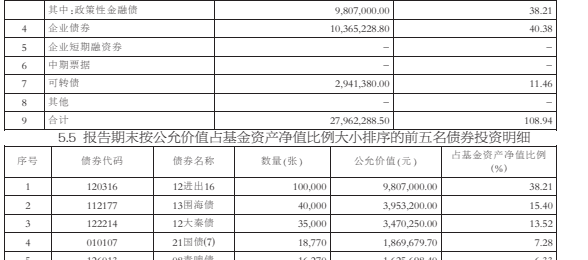 其中:政策性金融债 9,807,000.00 38.21
4 企业债券 10,365,228.80 40.38
5 企业短期融资券 – –
6 中期票据 – –
7 可转债 2,941,380.00 11.46
8 其他 – –
9 合计 27,962,288.50 108.94
5.5 报告期末按公允价值占基金资产净值比例大小排序的前五名债券投资明细
序号 债券代码 债券名称 数量(张) 公允价值(元) 占基金资产净值比例
(%)
1 120316 12进出16 100,000 9,807,000.00 38.21
2 112177 13围海债 40,000 3,953,200.00 15.40
3 122214 12大秦债 35,000 3,470,250.00 13.52
4 010107 21国债(7) 18,770 1,869,679.70 7.28